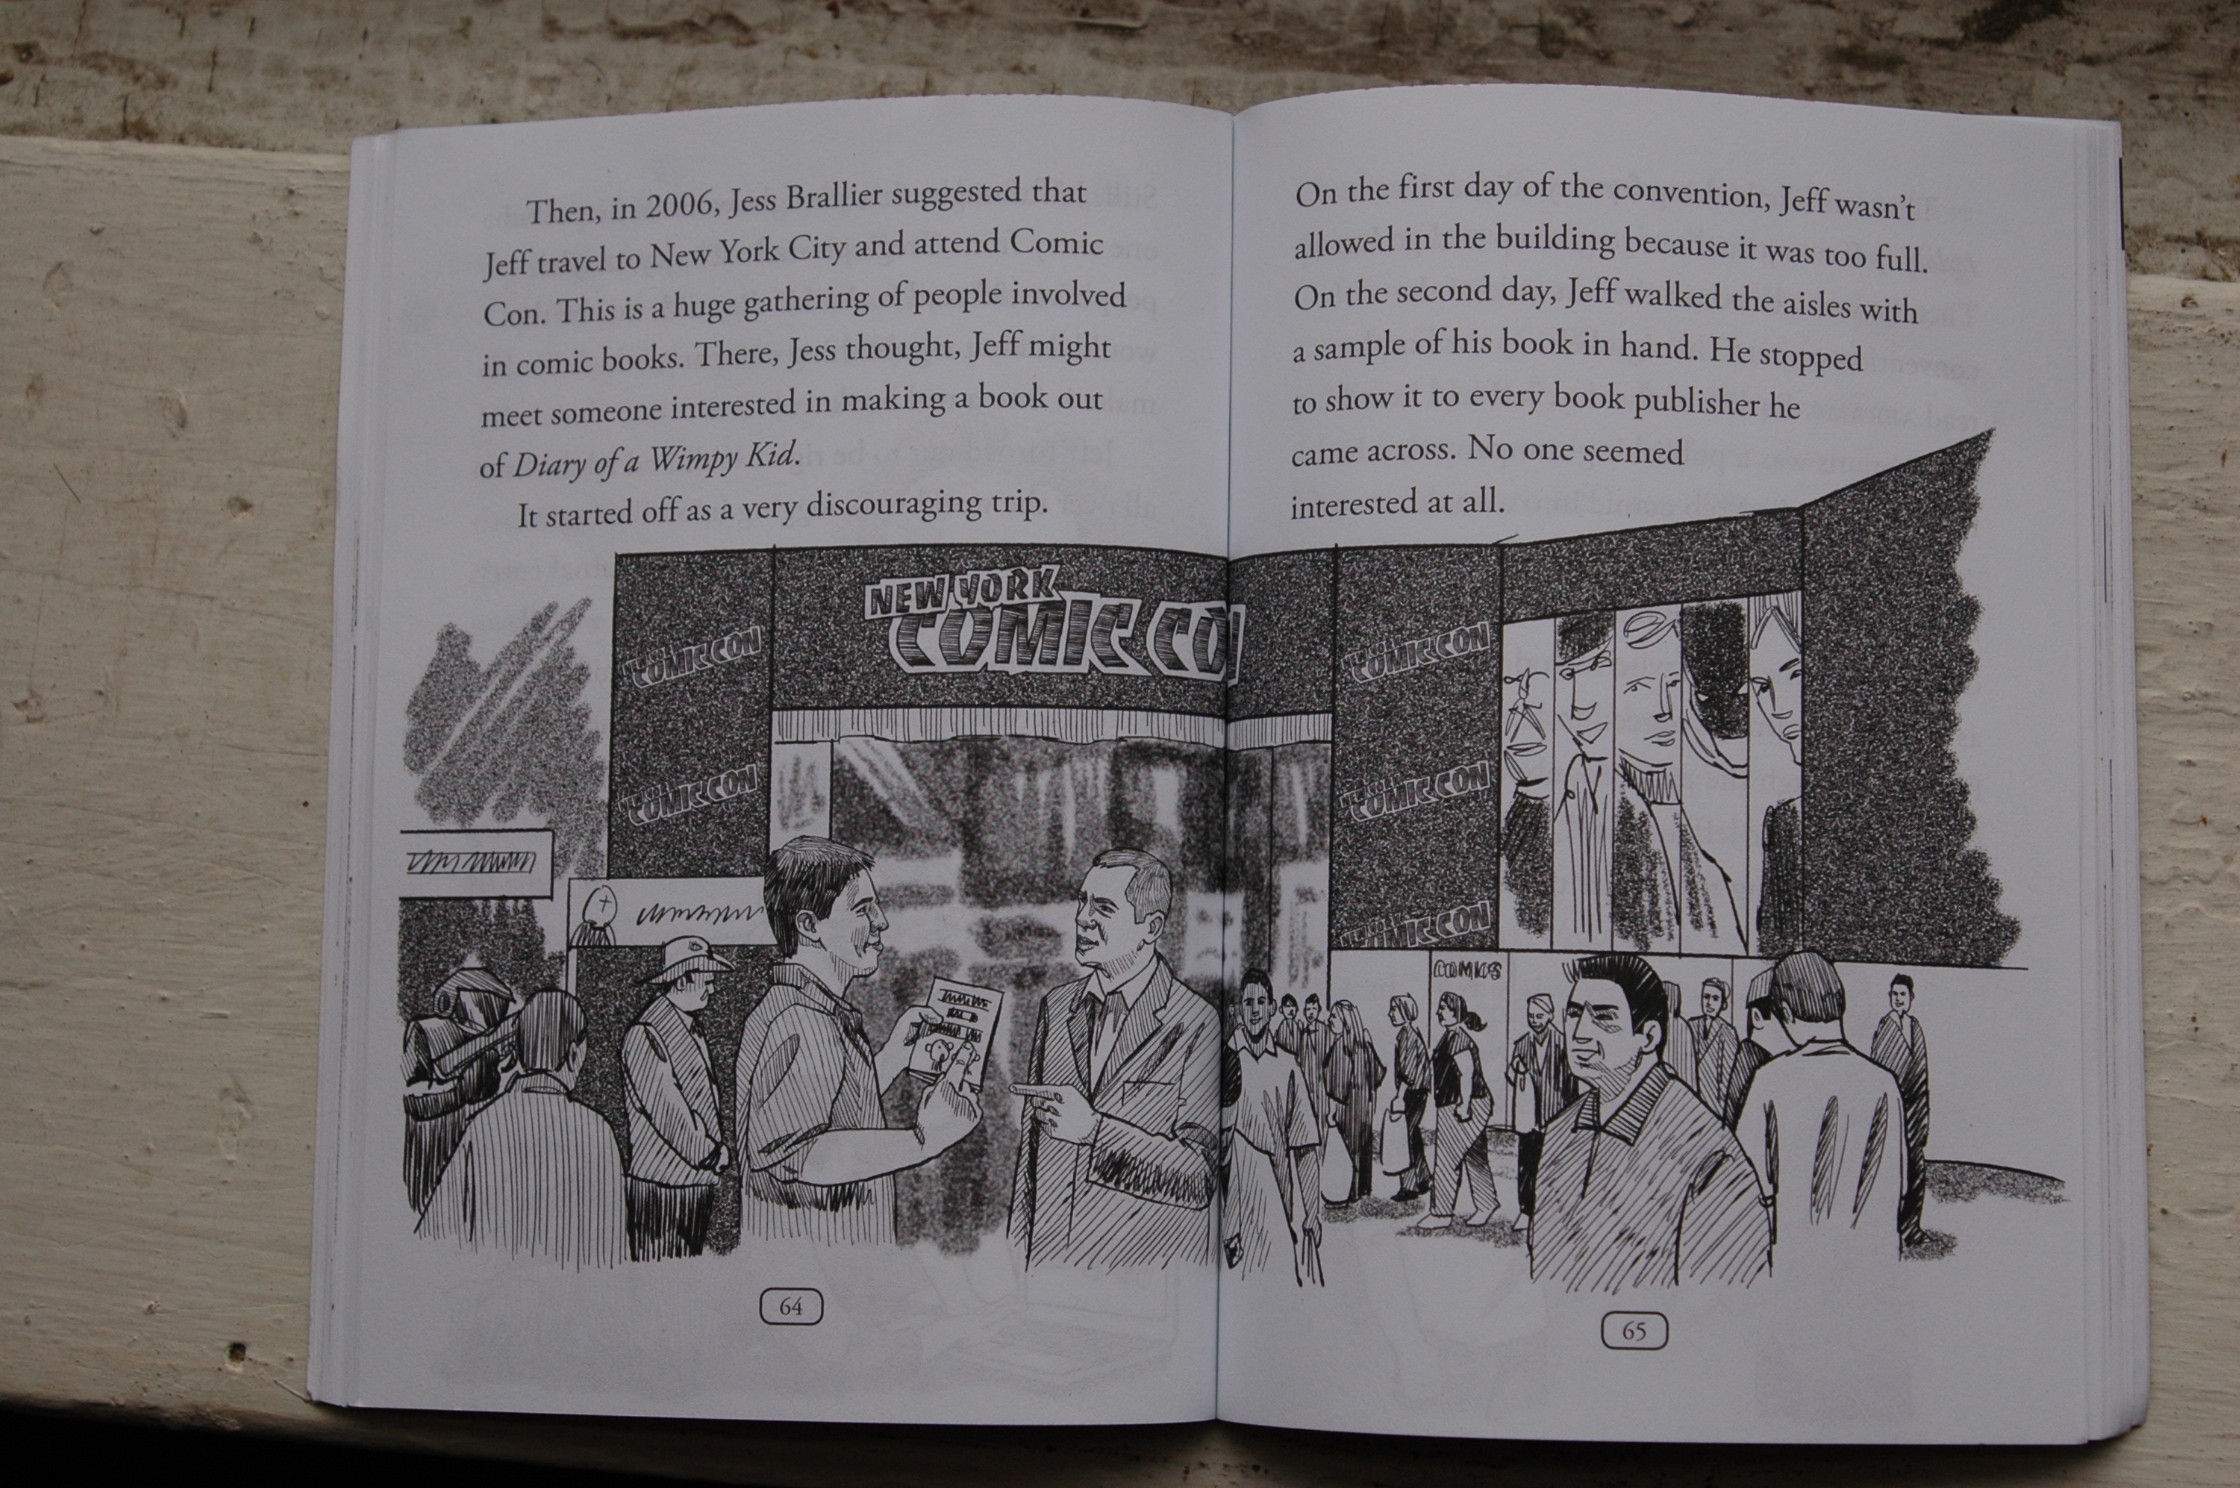 Then, in 2006, Jess Brallier suggested that
Jeff travel to New York City and attend Comic
Con. This is a huge gathering of people involved
in comic books. There, Jess thought, Jeff might
meet someone interested in making a book out
of Diary of a Wimpy Kid.
It started off as a very discouraging trip.
NEW YORK
COMIC CON
COMIC CON
COMIC CON
64
On the first day of the convention, Jeff wasn't
allowed in the building because it was too full.
On the second day, Jeff walked the aisles with
a sample of his book in hand. He stopped
to show it to every book publisher he
came across. No one seemed
interested at all.
COMIC CON
COMIC CON
COMIC CON
COMICS
65